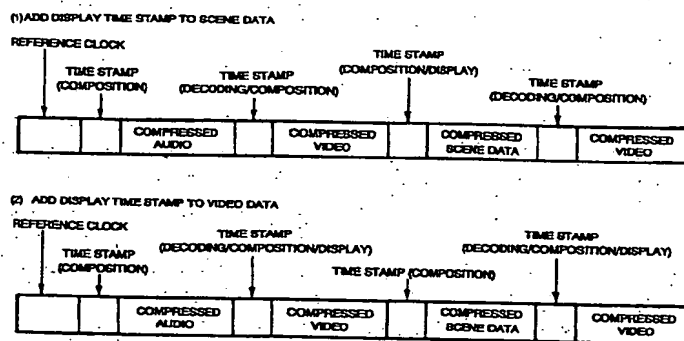 (1) ADD DISPLAY TIME STAMP TO SCENE DATA
REFERENCE CLOCK
TIME STAMP
(COMPOSITION)
TIME STAMP
(DECODING/COMPOSITION)
TIME STAMP
(COMPOSITION/DISPLAY)
TIME STAMP
(DECODING/COMPOSITION)
COMPRESSED
AUDIO
COMPRESSED
VIDEO
COMPRESSED
SCENE DATA
COMPRESSED
VIDEO
(2) ADD DISPLAY TIME STAMP TO VIDEO DATA
REFERENCE CLOCK
TIME STAMP
(COMPOSITION)
TIME STAMP
(DECODING/COMPOSITION/DISPLAY)
TIME STAMP (COMPOSITION)
TIME STAMP
(DECODING/COMPOSITION/DISPLAY)
COMPRESSED
AUDIO
COMPRESSED
VIDEO
COMPRESSED
SCENE DATA
COMPRESSED
VIDEO